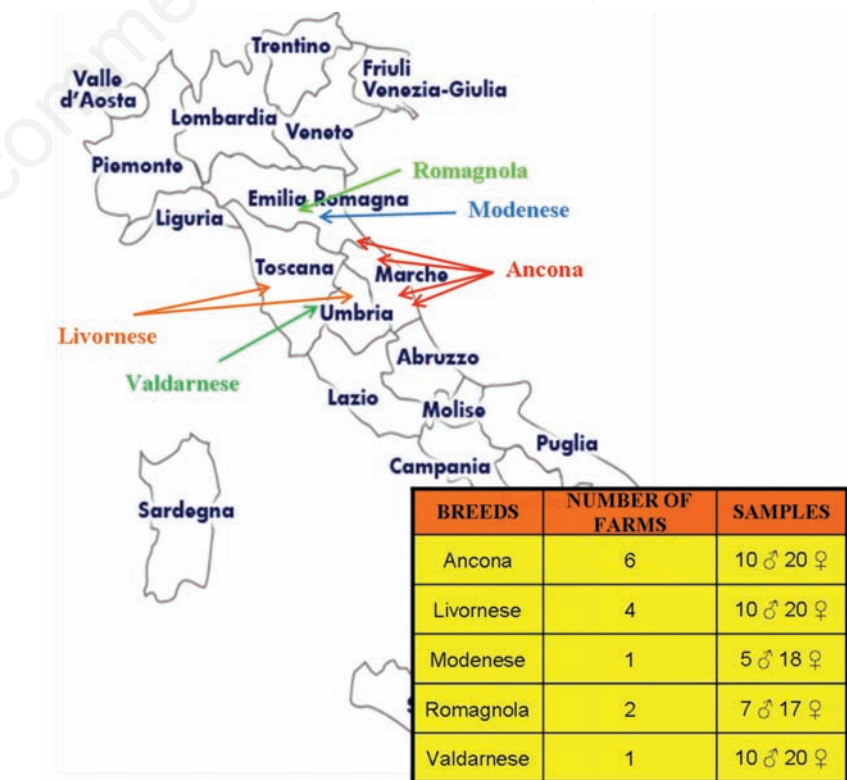 comme
Trentino
Friuli
Venezia-Giulia
Valle
d'Aosta
Lombardia
Veneto
Piemonte
Romagnola
Emilia Romagna
Modenese
Liguria
Toscana
Marche
Ancona
Umbria
Livornese
Abruzzo
Valdarnese
Lazio
Molise
Puglia
Campania
Sardegna
BREEDS NUMBER OF FARMS SAMPLES
Ancona 6 10 ♂ 20 ♀
Livornese 4 10 ♂ 20 ♀
Modenese 1 5 ♂ 18 ♀
Romagnola 2 7 ♂ 17 ♀
Valdarnese 1 10 ♂ 20 ♀